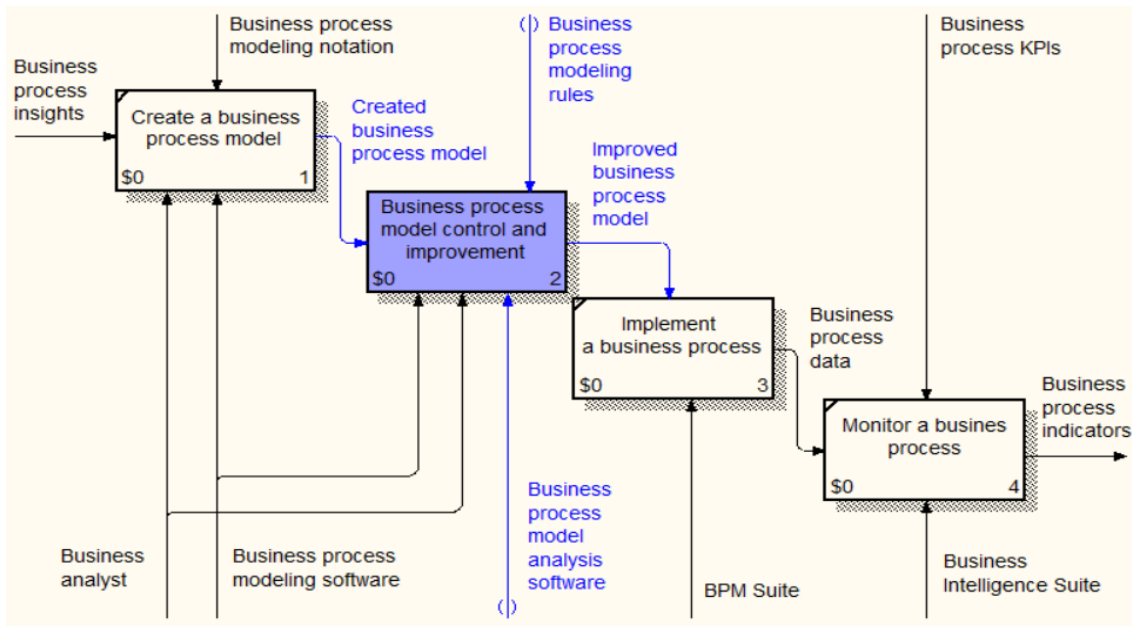 Business process
modeling notation
( )
Business
process
modeling
rules
Business
process KPIs
Business
process
insights
Create a business
process model
$0
1
Created
business
process model
Improved
business
process
model
Business process
model control and
improvement
$0
2
Implement
a business process
$0
3
Business
process
data
Business
process
indicators
Monitor a busines
process
$0
4
Business
analyst
Business process
modeling software
Business
process
model
analysis
software
( )
BPM Suite
Business
Intelligence Suite